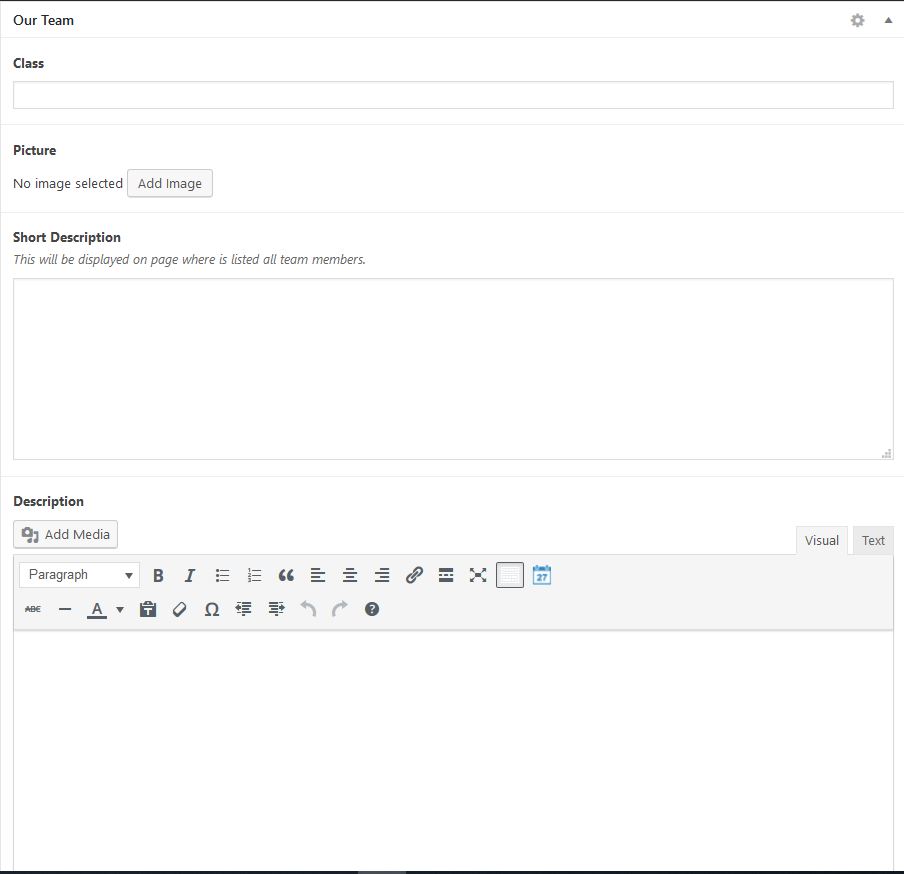 Our Team
Class
Picture
No image selected Add Image
Short Description
This will be displayed on page where is listed all team members.
Description
Add Media
Visual Text
Paragraph B I
ABC A T Ω ?
27